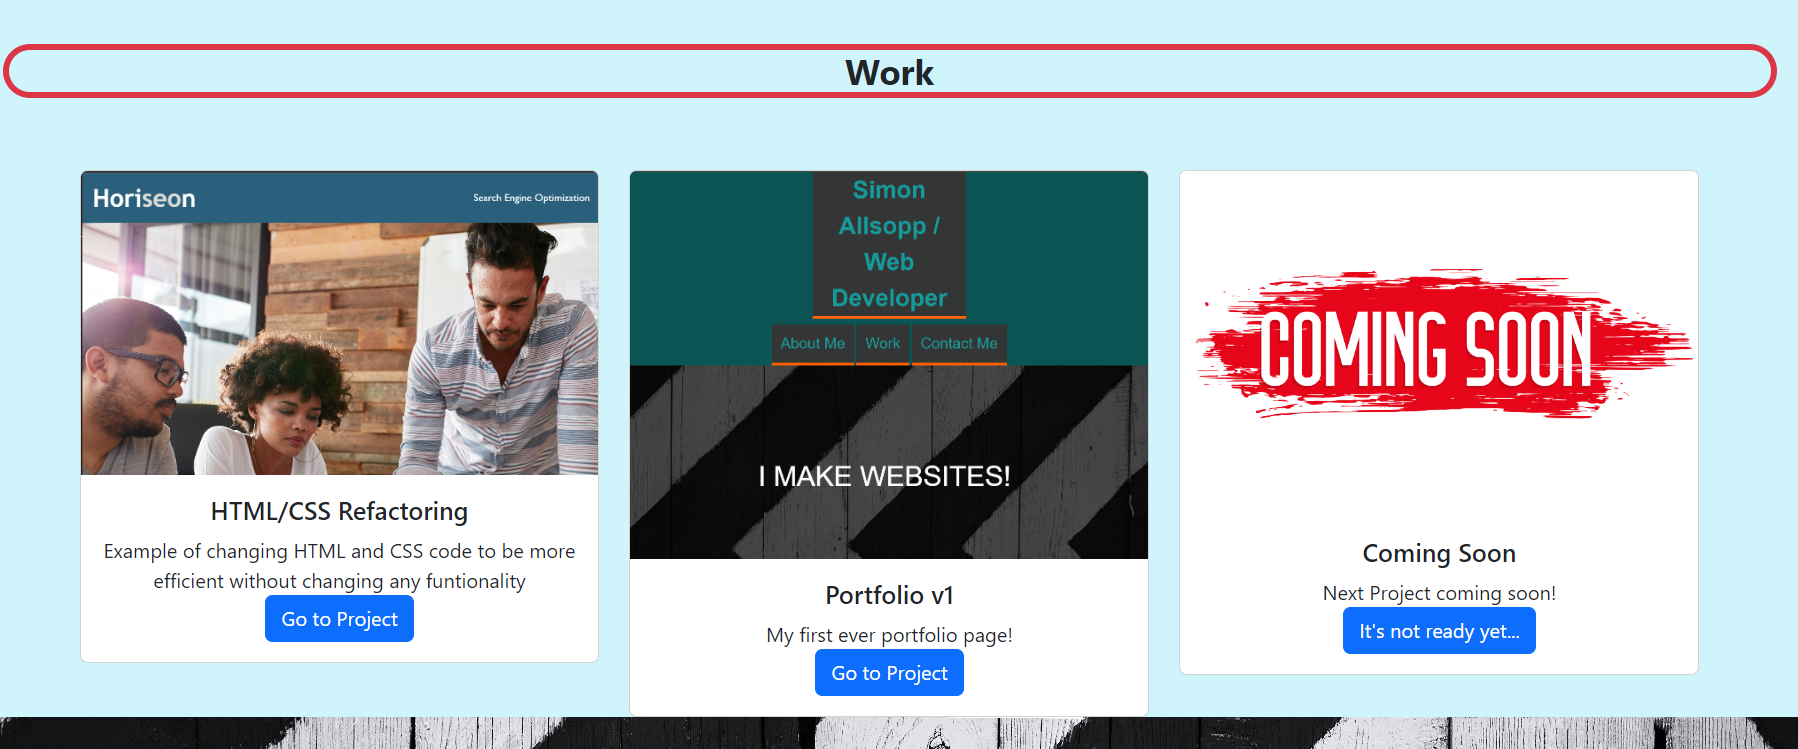 Work
Horiseon
Search Engine Optimization
HTML/CSS Refactoring
Example of changing HTML and CSS code to be more
efficient without changing any funtionality
Go to Project
Simon
Allsopp /
Web
Developer
About Me Work Contact Me
I MAKE WEBSITES!
Portfolio v1
My first ever portfolio page!
Go to Project
COMING SOON
Coming Soon
Next Project coming soon!
It's not ready yet...